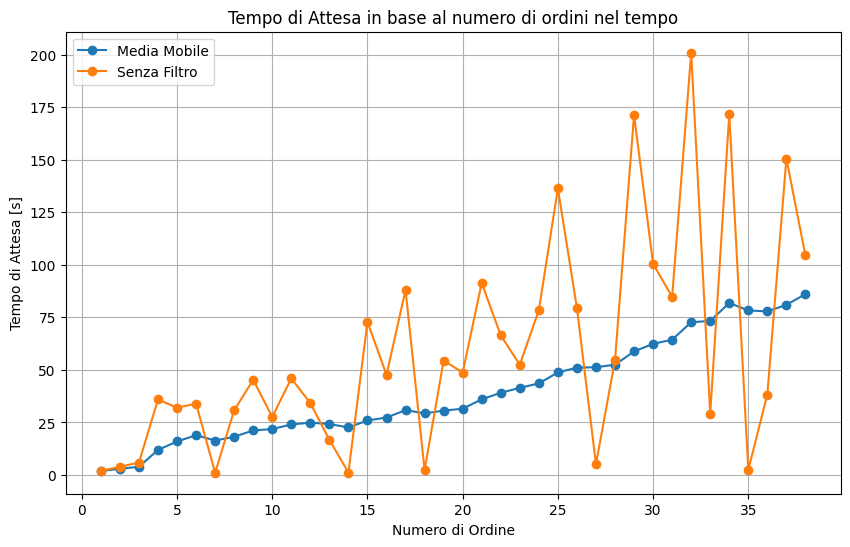 Tempo di Attesa in base al numero di ordini nel tempo
Media Mobile
Senza Filtro
200
175
150
125
100
75
50
25
0
Tempo di Attesa [s]
0 5 10 15 20 25 30 35
Numero di Ordine